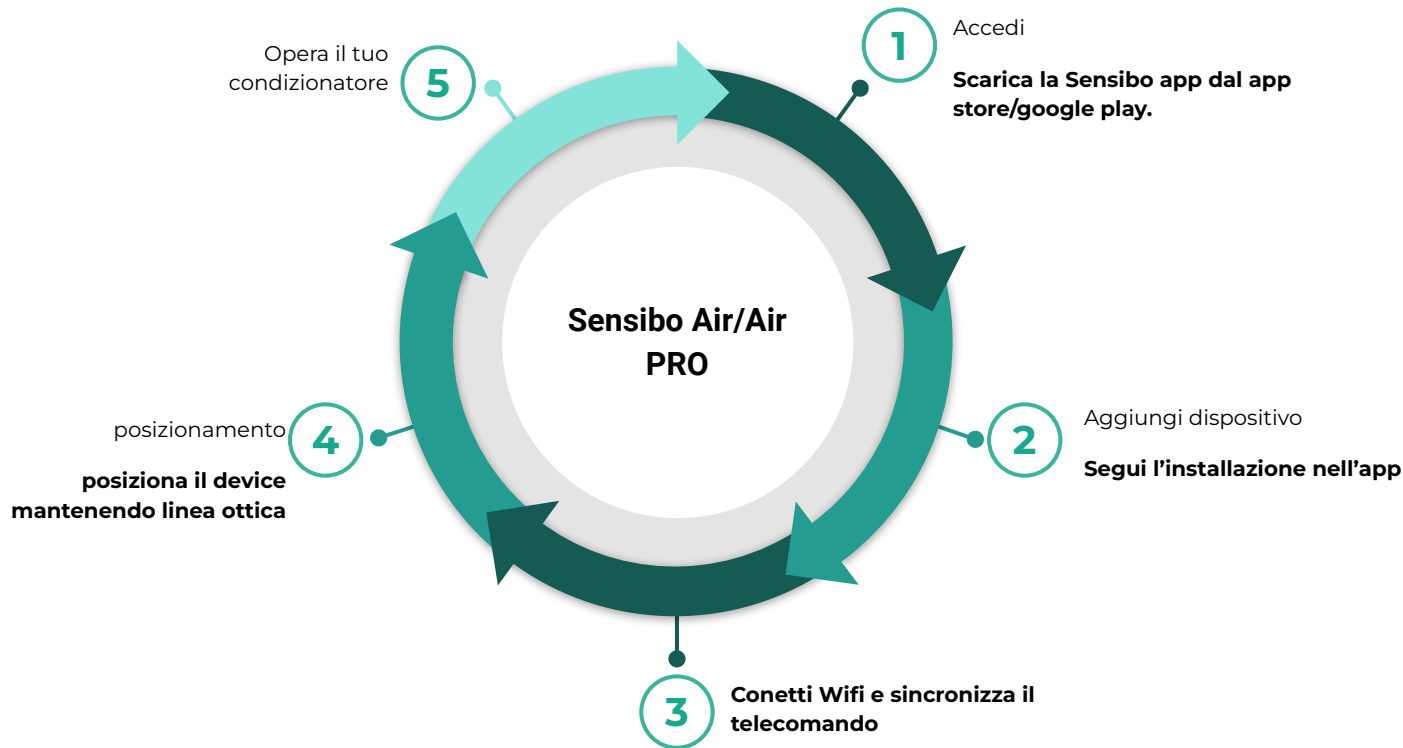 Sensibo Air/Air
PRO
1
Accedi
Scarica la Sensibo app dal app
store/google play.
2
Aggiungi dispositivo
Segui l’installazione nell’app
3
Conetti Wifi e sincronizza il
telecomando
4
posizionamento
posiziona il device
mantenendo linea ottica
5
Opera il tuo
condizionatore